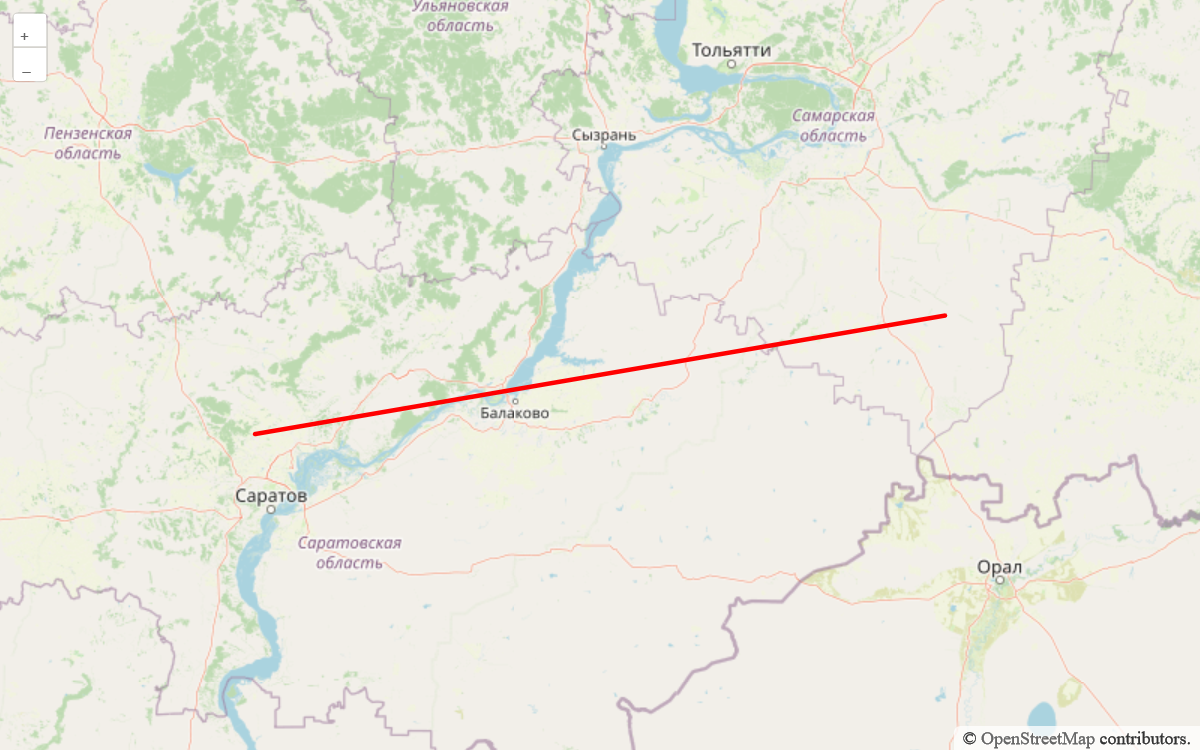 Ульяновская
область
+
–
Тольятти
Пензенская
область
Сызрань
Самарская
область
Балаково
Саратов
Саратовская
область
Орал
© OpenStreetMap contributors.